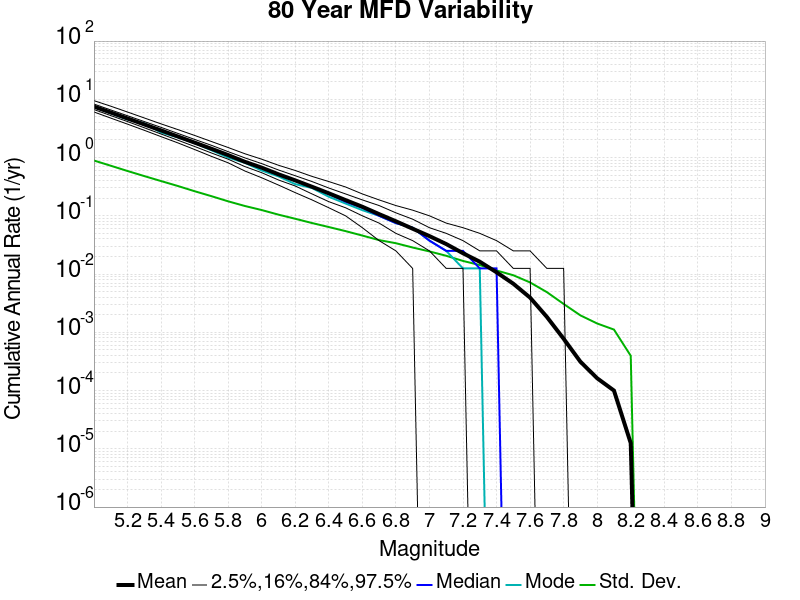 80 Year MFD Variability
10^2
10^1
10^0
10^-1
10^-2
10^-3
10^-4
10^-5
10^-6
Cumulative Annual Rate (1/yr)
5.2 5.4 5.6 5.8 6 6.2 6.4 6.6 6.8 7 7.2 7.4 7.6 7.8 8 8.2 8.4 8.6 8.8 9
Magnitude
Mean 2.5%,16%,84%,97.5% Median Mode Std. Dev.